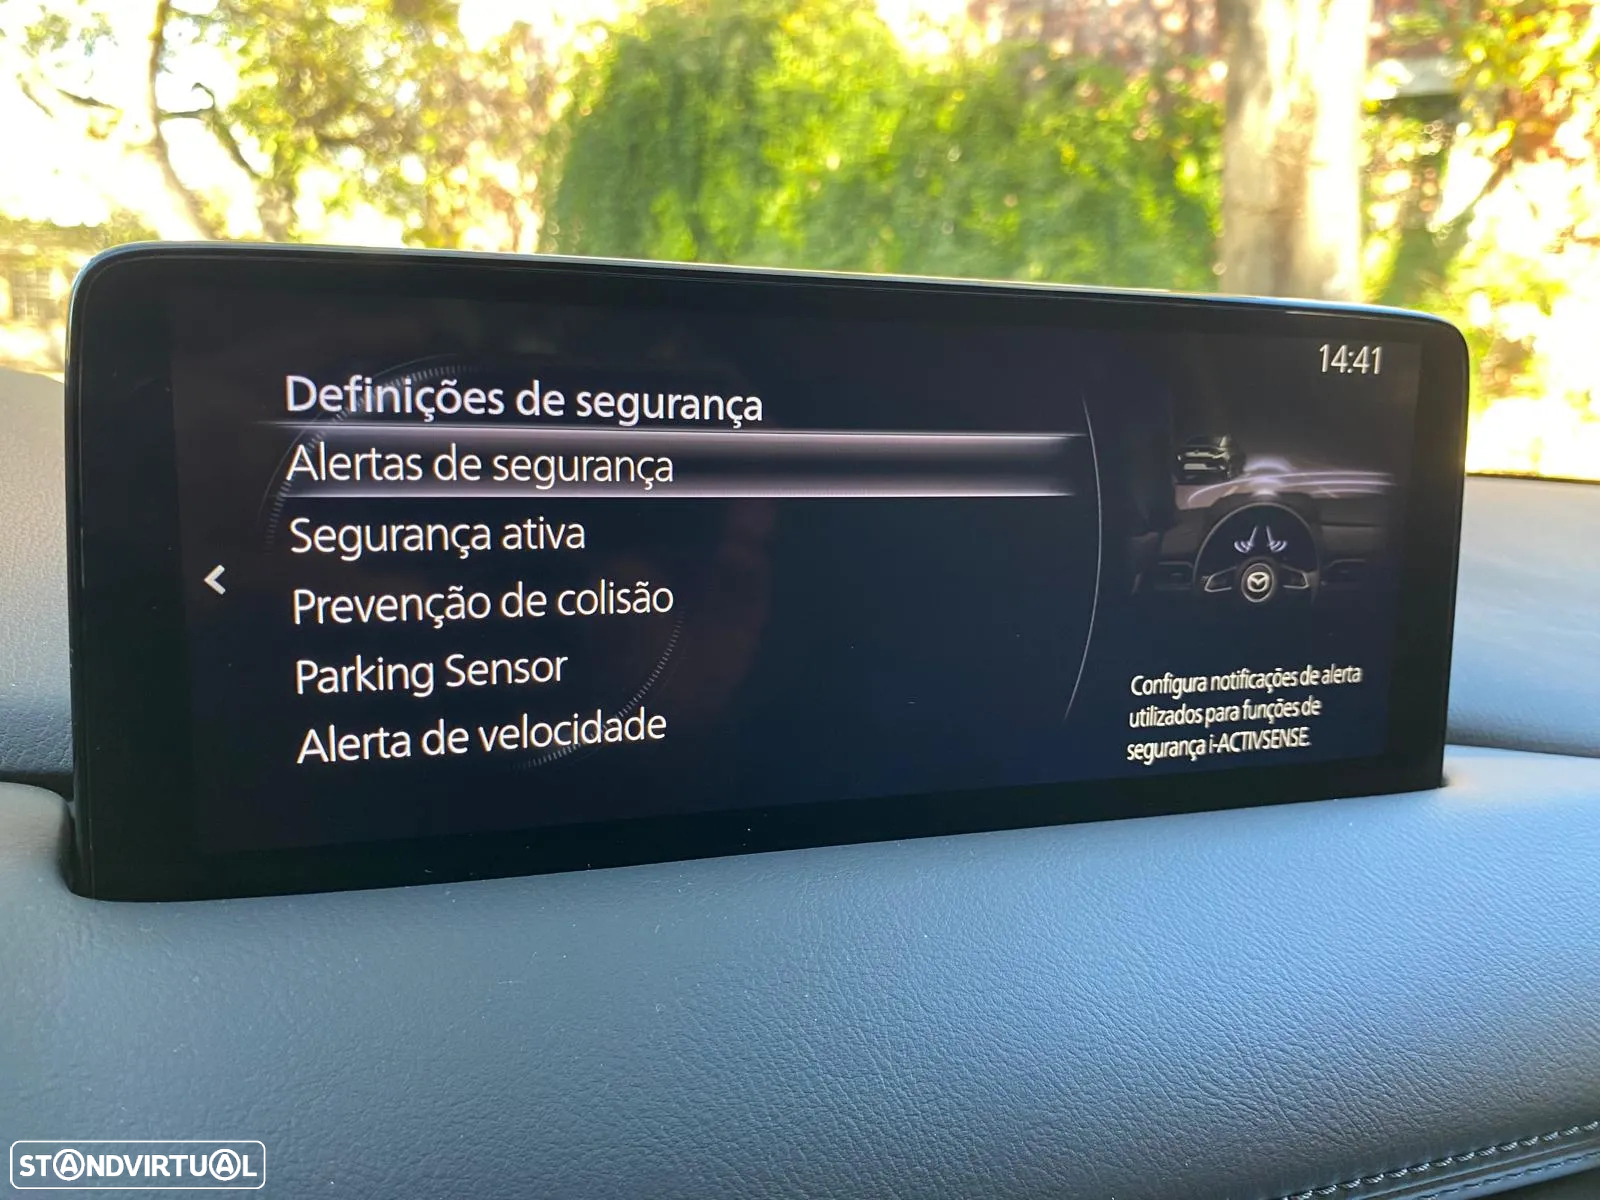 14:41
Definições de segurança
Alertas de segurança
Segurança ativa
Prevenção de colisão
Parking Sensor
Alerta de velocidade
Configura notificações de alerta
utilizados para funções de
segurança i-ACTIVSENSE.
STANDVIRTUAL